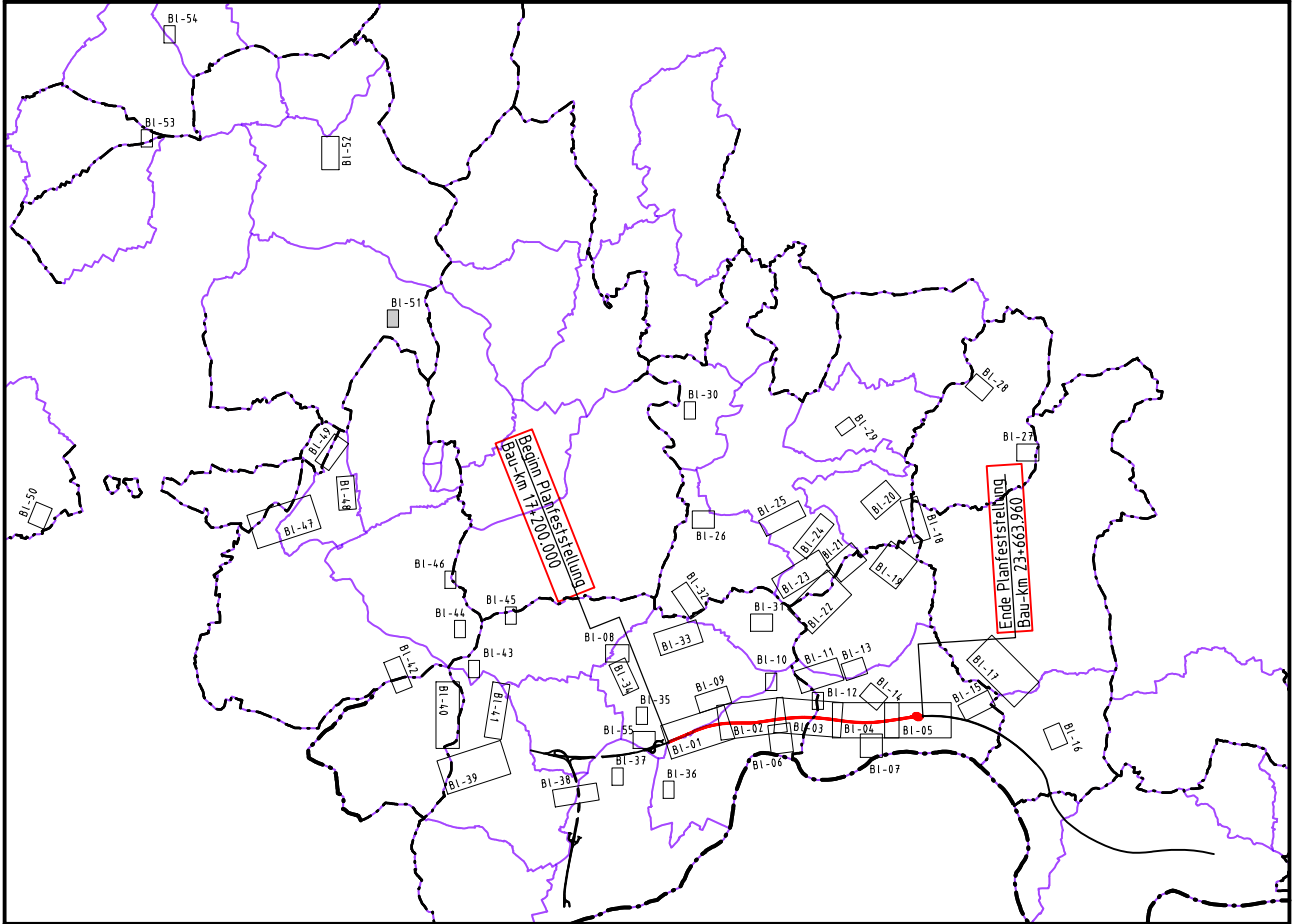 Bl-54
Bl-53
Bl-52
Bl-51
Bl-30
Bl-28
Bl-29
Bl-27
Bl-49
Bl-48
Bl-47
Bl-50
Beginn Planfeststellung
Bau-km 17+200.000
Bl-26
Bl-25
Bl-24
Bl-20
Bl-18
Bl-21
Bl-19
Bl-23
Bl-22
Ende Planfeststellung
Bau-km 23+663.960
Bl-46
Bl-45
Bl-44
Bl-43
Bl-42
Bl-32
Bl-31
Bl-33
Bl-08
Bl-34
Bl-10
Bl-11
Bl-13
Bl-12
Bl-14
Bl-17
Bl-15
Bl-16
Bl-40
Bl-41
Bl-35
Bl-09
Bl-55
Bl-01
Bl-02
Bl-03
Bl-04
Bl-05
Bl-06
Bl-07
Bl-39
Bl-38
Bl-37
Bl-36